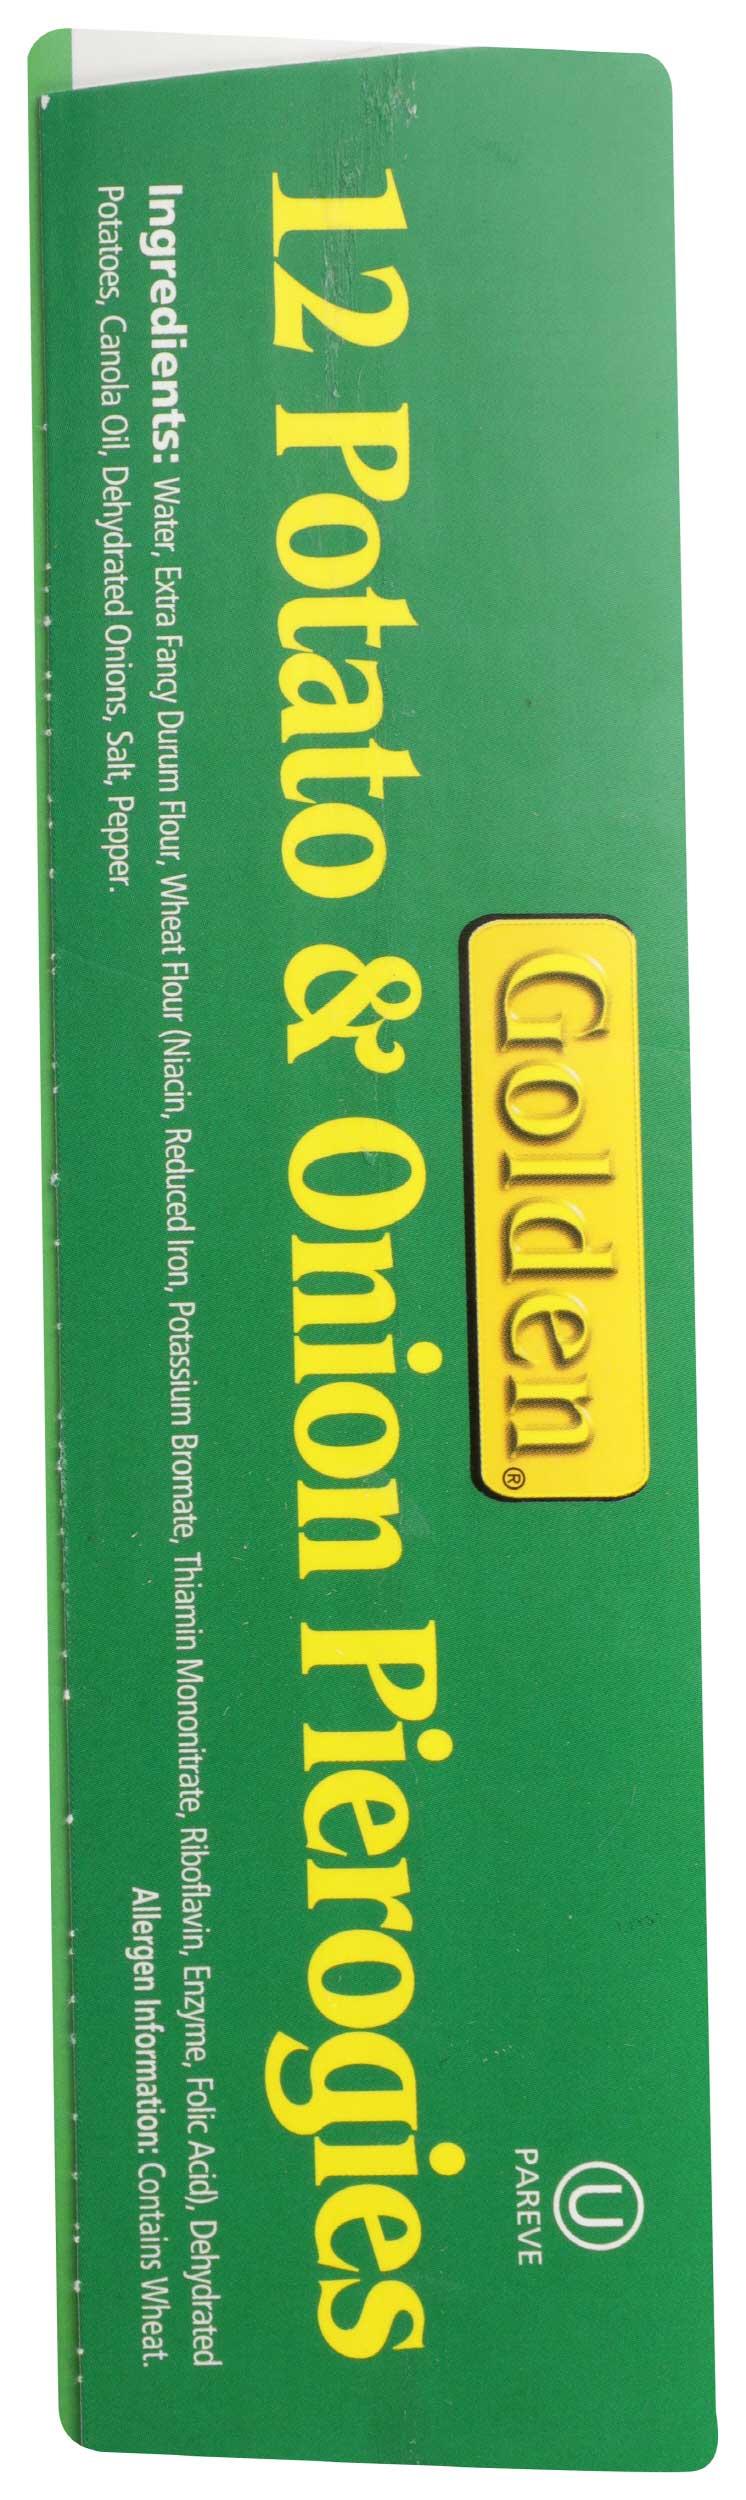 Golden®
U
PAREVE
12 Potato & Onion Pierogies
Ingredients: Water, Extra Fancy Durum Flour, Wheat Flour (Niacin, Reduced Iron, Potassium Bromate, Thiamin Mononitrate, Riboflavin, Enzyme, Folic Acid), Dehydrated
Potatoes, Canola Oil, Dehydrated Onions, Salt, Pepper.
Allergen Information: Contains Wheat.